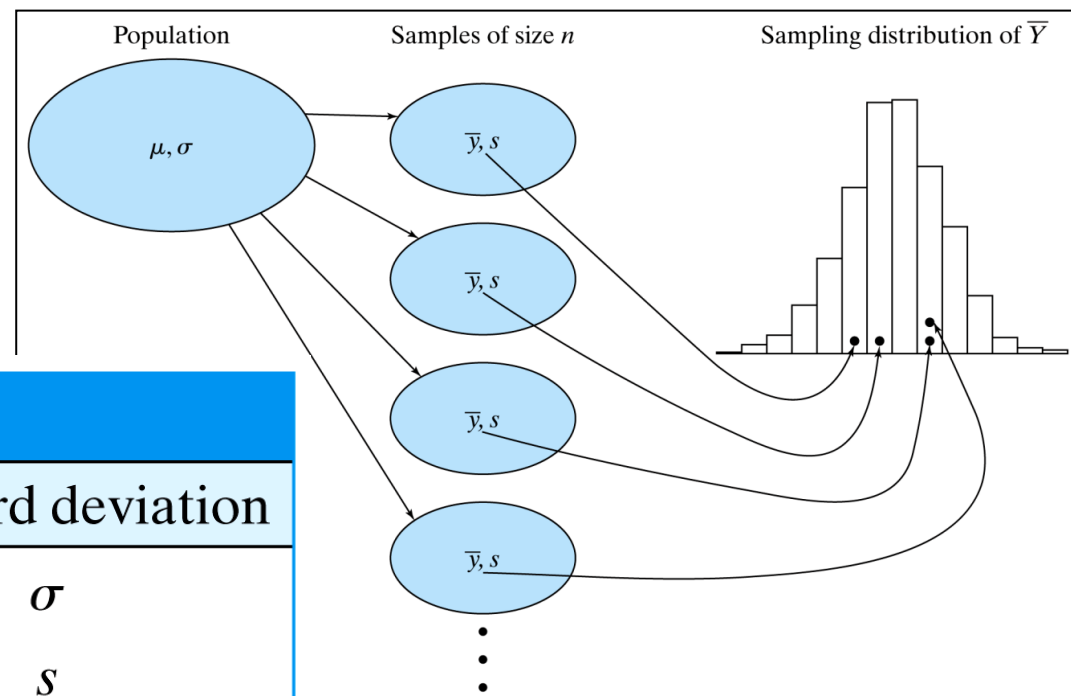 Population
Samples of size n
Sampling distribution of Y̅
μ, σ
y̅, s
y̅, s
y̅, s
y̅, s
rd deviation
σ
s